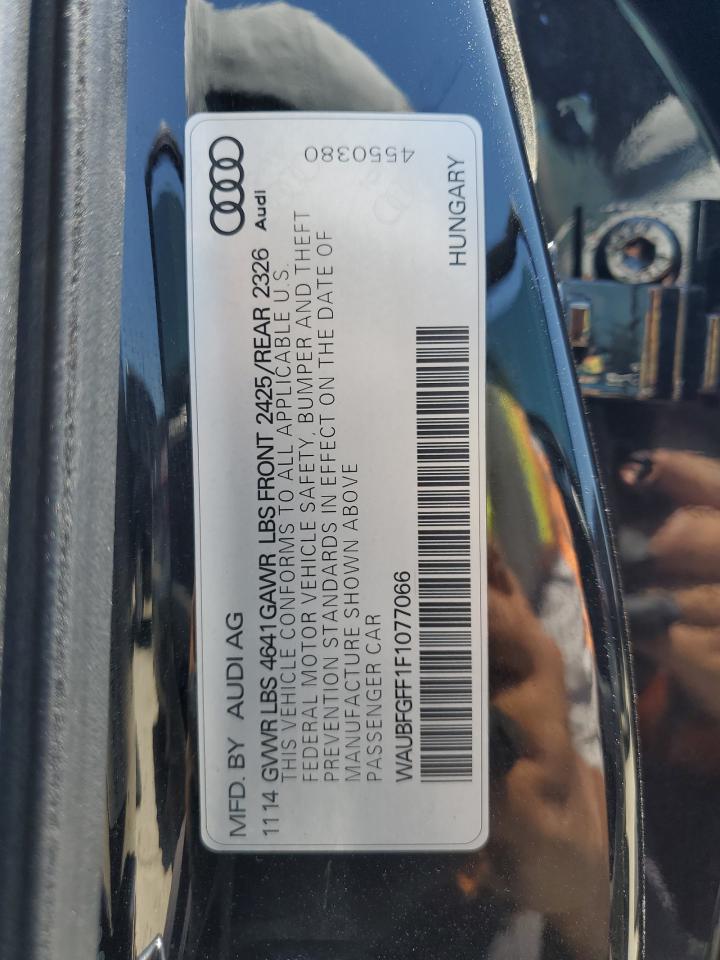 MFD. BY AUDI AG
Audi
1114 GVWR LBS 4641 GAWR LBS FRONT 2425/REAR 2326
THIS VEHICLE CONFORMS TO ALL APPLICABLE U.S.
FEDERAL MOTOR VEHICLE SAFETY, BUMPER AND THEFT
PREVENTION STANDARDS IN EFFECT ON THE DATE OF
MANUFACTURE SHOWN ABOVE
PASSENGER CAR
4550380
WAUBFGFF1F1077066
HUNGARY